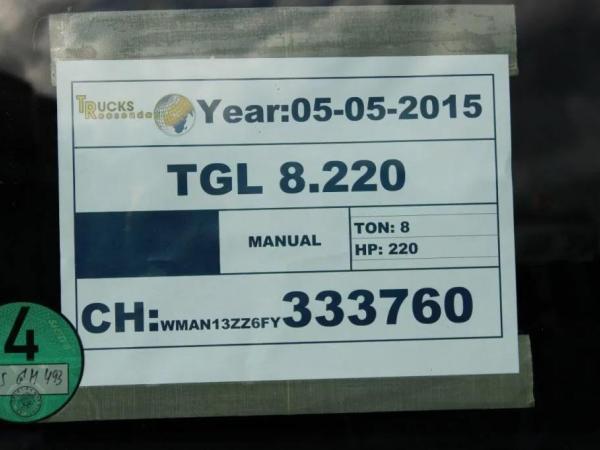 TRUCKS
Roosendaal
Year:05-05-2015
TGL 8.220
MANUAL
TON: 8
HP: 220
CH:WMAN13ZZ6FY333760
4